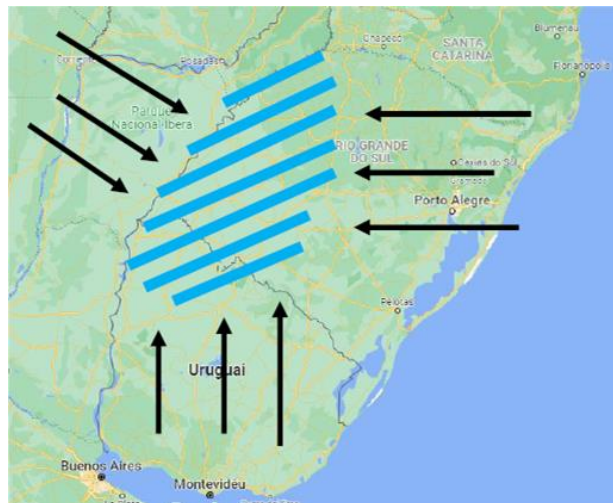 Chapecó
SANTA
CATARINA
Blumenau
Florianópolis
Corrientes
Posadas
Parque
Nacional Iberá
RIO GRANDE
DO SUL
Caxias do Sul
Gramado
Porto Alegre
Pelotas
Uruguai
Buenos Aires
Montevidéu